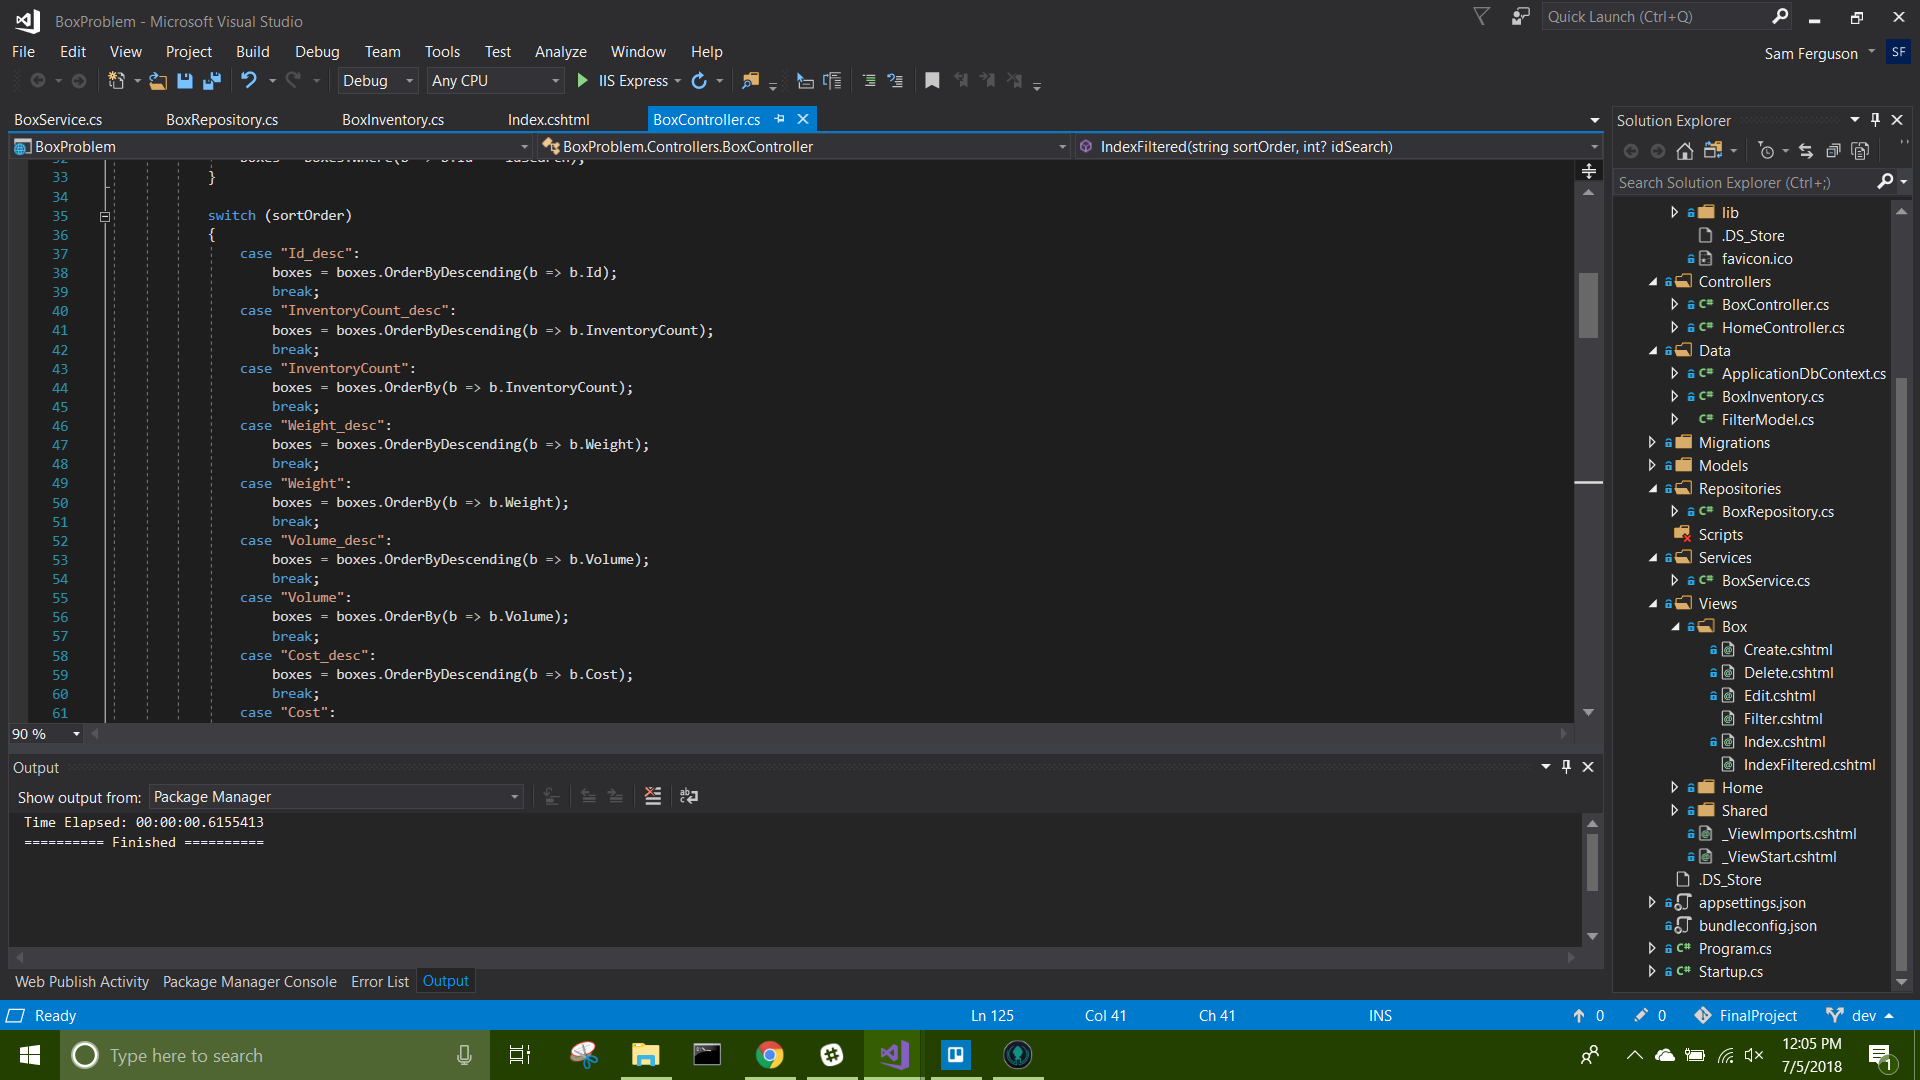 BoxProblem - Microsoft Visual Studio
Quick Launch (Ctrl+Q)
File Edit View Project Build Debug Team Tools Test Analyze Window Help
Sam Ferguson SF
Debug Any CPU IIS Express
BoxService.cs BoxRepository.cs BoxInventory.cs Index.cshtml BoxController.cs
BoxProblem BoxProblem.Controllers.BoxController IndexFiltered(string sortOrder, int? idSearch)
33 }
34
35 switch (sortOrder)
36 {
37 case "Id_desc":
38 boxes = boxes.OrderByDescending(b => b.Id);
39 break;
40 case "InventoryCount_desc":
41 boxes = boxes.OrderByDescending(b => b.InventoryCount);
42 break;
43 case "InventoryCount":
44 boxes = boxes.OrderBy(b => b.InventoryCount);
45 break;
46 case "Weight_desc":
47 boxes = boxes.OrderByDescending(b => b.Weight);
48 break;
49 case "Weight":
50 boxes = boxes.OrderBy(b => b.Weight);
51 break;
52 case "Volume_desc":
53 boxes = boxes.OrderByDescending(b => b.Volume);
54 break;
55 case "Volume":
56 boxes = boxes.OrderBy(b => b.Volume);
57 break;
58 case "Cost_desc":
59 boxes = boxes.OrderByDescending(b => b.Cost);
60 break;
61 case "Cost":
90 %
Output
Show output from: Package Manager
Time Elapsed: 00:00:00.6155413
========== Finished ==========
Web Publish Activity Package Manager Console Error List Output
Solution Explorer
Search Solution Explorer (Ctrl+;)
lib
.DS_Store
favicon.ico
Controllers
C# BoxController.cs
C# HomeController.cs
Data
C# ApplicationDbContext.cs
C# BoxInventory.cs
C# FilterModel.cs
Migrations
Models
Repositories
C# BoxRepository.cs
Scripts
Services
C# BoxService.cs
Views
Box
Create.cshtml
Delete.cshtml
Edit.cshtml
Filter.cshtml
Index.cshtml
IndexFiltered.cshtml
Home
Shared
_ViewImports.cshtml
_ViewStart.cshtml
.DS_Store
appsettings.json
bundleconfig.json
C# Program.cs
C# Startup.cs
Ready Ln 125 Col 41 Ch 41 INS 0 0 FinalProject dev
Type here to search
12:05 PM
7/5/2018
1